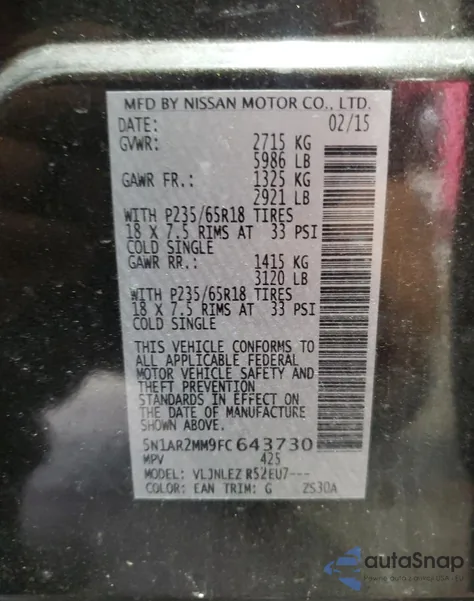 MFD BY NISSAN MOTOR CO., LTD.
DATE: 02/15
GVWR: 2715 KG
5986 LB
GAWR FR.: 1325 KG
2921 LB
WITH P235/65R18 TIRES
18 X 7.5 RIMS AT 33 PSI
COLD SINGLE
GAWR RR.: 1415 KG
3120 LB
WITH P235/65R18 TIRES
18 X 7.5 RIMS AT 33 PSI
COLD SINGLE
THIS VEHICLE CONFORMS TO
ALL APPLICABLE FEDERAL
MOTOR VEHICLE SAFETY AND
THEFT PREVENTION
STANDARDS IN EFFECT ON
THE DATE OF MANUFACTURE
SHOWN ABOVE.
5N1AR2MM9FC643730
MPV 425
MODEL: VLJNLEZ R52EU7---
COLOR: EAN TRIM: G ZS30A
autaSnap